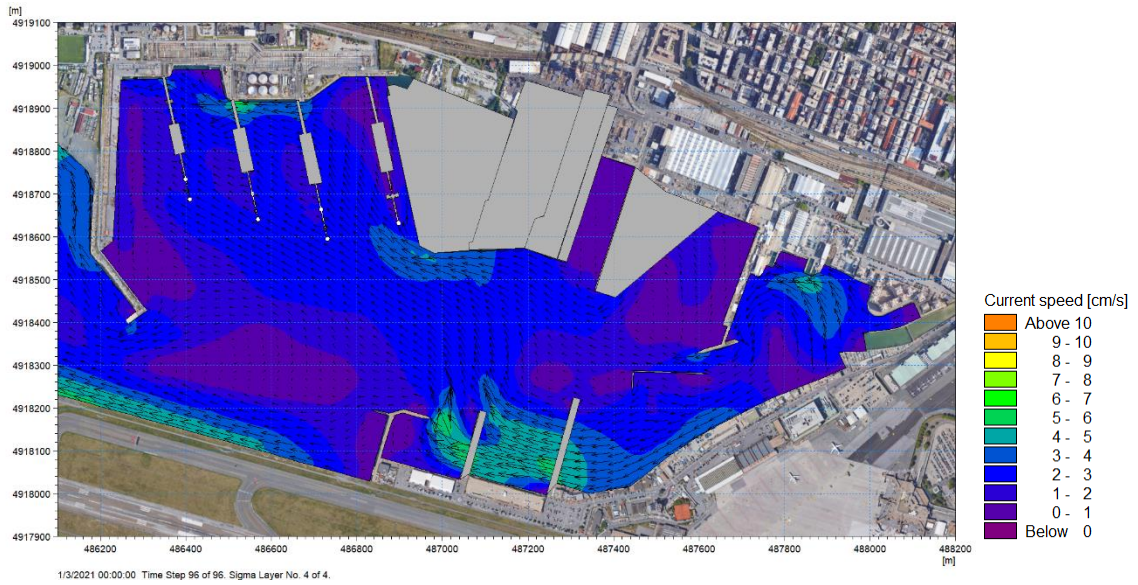 [m]
4919100
4919000
4918900
4918800
4918700
4918600
4918500
4918400
4918300
4918200
4918100
4918000
4917900
486200 486400 486600 486800 487000 487200 487400 487600 487800 488000 488200
[m]
Current speed [cm/s]
Above 10
9 - 10
8 - 9
7 - 8
6 - 7
5 - 6
4 - 5
3 - 4
2 - 3
1 - 2
0 - 1
Below 0
1/3/2021 00:00:00 Time Step 96 of 96. Sigma Layer No. 4 of 4.